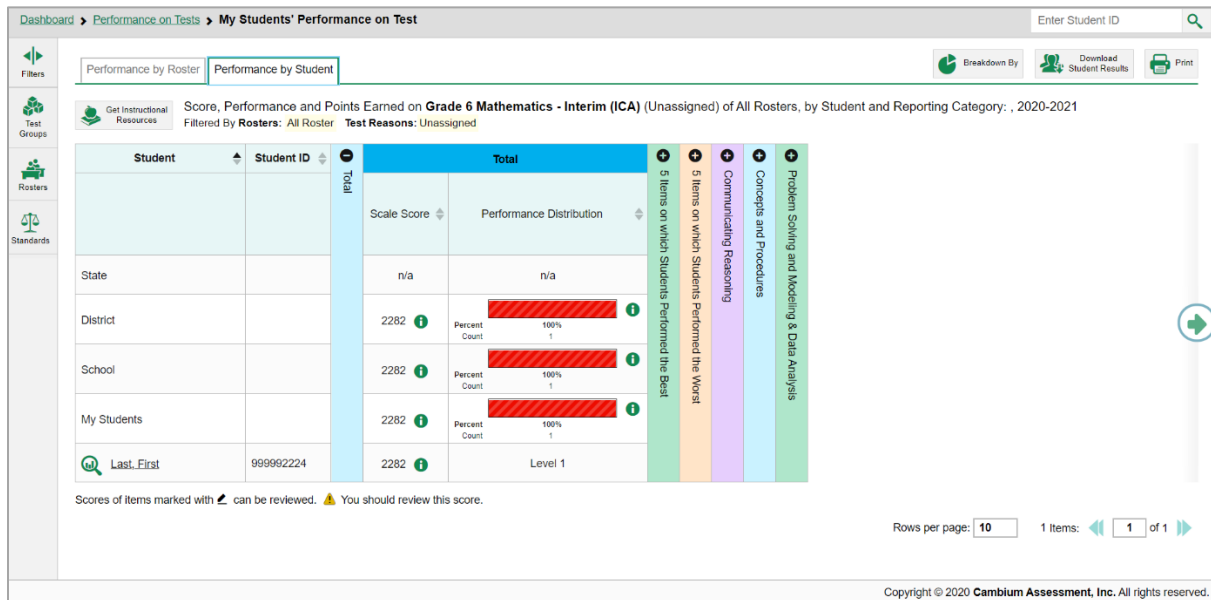 Dashboard > Performance on Tests > My Students' Performance on Test
Enter Student ID
Filters
Test Groups
Rosters
Standards
Performance by Roster
Performance by Student
Breakdown By
Download Student Results
Print
Get Instructional Resources
Score, Performance and Points Earned on Grade 6 Mathematics - Interim (ICA) (Unassigned) of All Rosters, by Student and Reporting Category: , 2020-2021
Filtered By Rosters: All Roster Test Reasons: Unassigned
Student
Student ID
Total
Total
Scale Score
Performance Distribution
5 Items on which Students Performed the Best
5 Items on which Students Performed the Worst
Communicating Reasoning
Concepts and Procedures
Problem Solving and Modeling & Data Analysis
State n/a n/a
District 2282
Percent 100%
Count 1
School 2282
Percent 100%
Count 1
My Students 2282
Percent 100%
Count 1
Last, First 999992224 2282 Level 1
Scores of items marked with can be reviewed. You should review this score.
Rows per page: 10 1 Items: 1 of 1
Copyright © 2020 Cambium Assessment, Inc. All rights reserved.